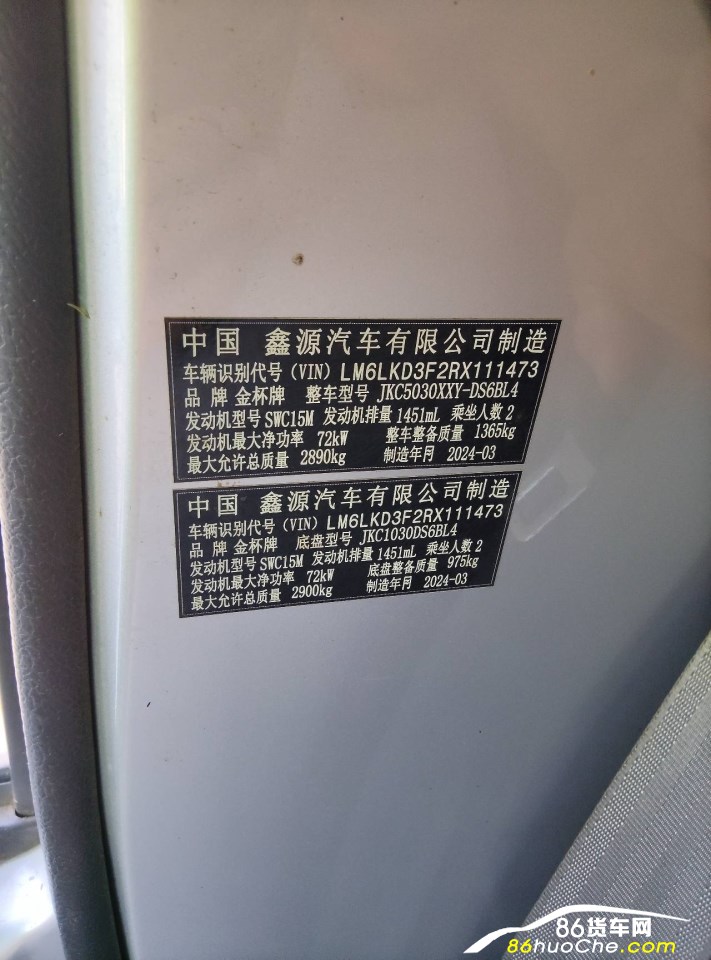 中国 鑫源汽车有限公司制造
车辆识别代号(VIN) LM6LKD3F2RX111473
品 牌 金杯牌 整车型号 JKC5030XXY-DS6BL4
发动机型号 SWC15M 发动机排量 1451mL 乘坐人数 2
发动机最大净功率 72kW 整车整备质量 1365kg
最大允许总质量 2890kg 制造年月 2024-03
中国 鑫源汽车有限公司制造
车辆识别代号(VIN) LM6LKD3F2RX111473
品 牌 金杯牌 底盘型号 JKC1030DS6BL4
发动机型号 SWC15M 发动机排量 1451mL 乘坐人数 2
发动机最大净功率 72kW 底盘整备质量 975kg
最大允许总质量 2900kg 制造年月 2024-03
86货车网
86huoChe.com